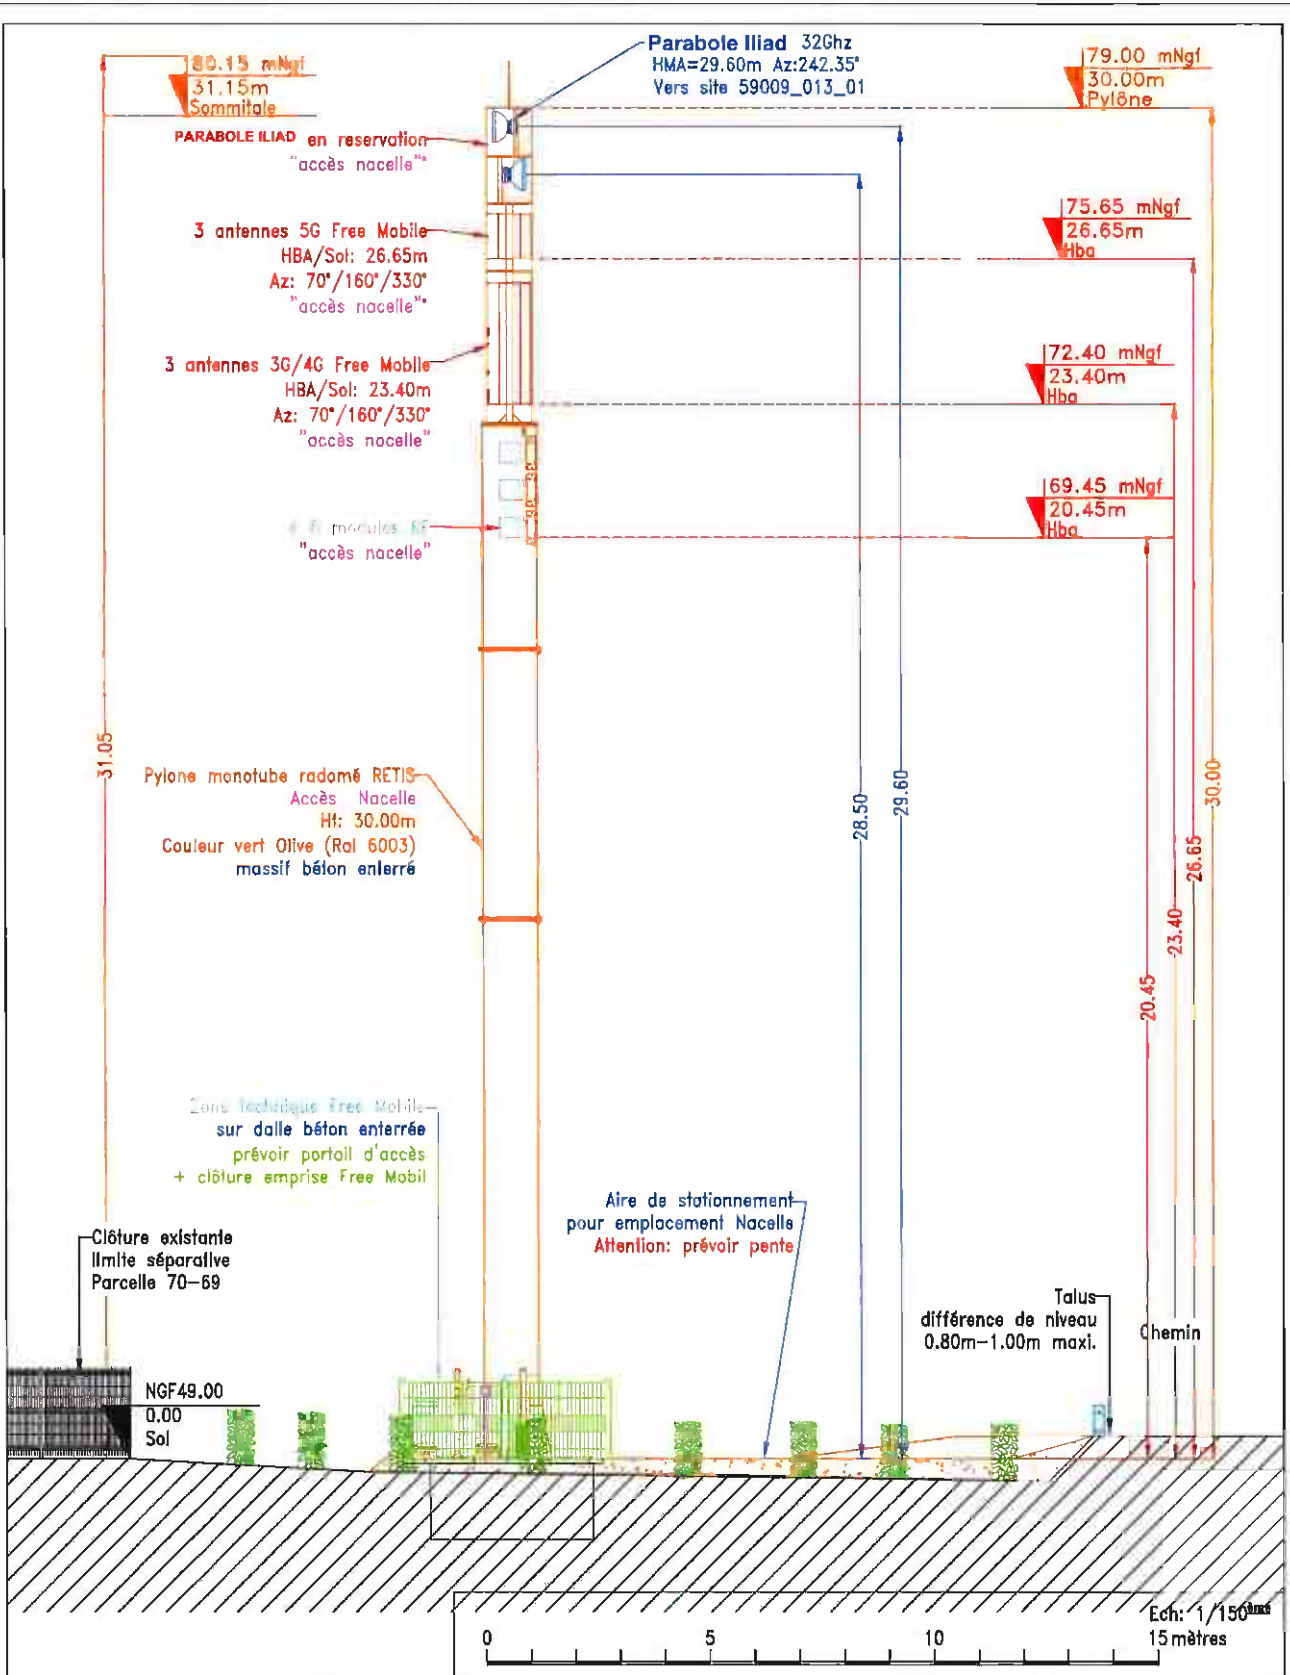 80.15 mNgf
31.15m
Sommitale
Parabole Iliad 32Ghz
HMA=29.60m Az:242.35°
Vers site 59009_013_01
79.00 mNgf
30.00m
Pylône
PARABOLE ILIAD en reservation
"accès nacelle""
3 antennes 5G Free Mobile
HBA/Sol: 26.65m
Az: 70°/160°/330°
"accès nacelle""
75.65 mNgf
26.65m
Hba
3 antennes 3G/4G Free Mobile
HBA/Sol: 23.40m
Az: 70°/160°/330°
"accès nacelle"
72.40 mNgf
23.40m
Hba
modules
"accès nacelle"
69.45 mNgf
20.45m
Hba
31.05
28.50
29.60
30.00
26.65
23.40
20.45
Pylone monotube radomé RETIS
Accès Nacelle
Ht: 30.00m
Couleur vert Olive (Ral 6003)
massif béton enterré
Zone technique Free Mobile
sur dalle béton enterrée
prévoir portail d'accès
+ clôture emprise Free Mobil
Aire de stationnement
pour emplacement Nacelle
Attention: prévoir pente
Clôture existante
limite séparative
Parcelle 70-69
Talus
différence de niveau
0.80m-1.00m maxi.
Chemin
NGF49.00
0.00
Sol
Ech: 1/150ème
0 5 10 15 mètres